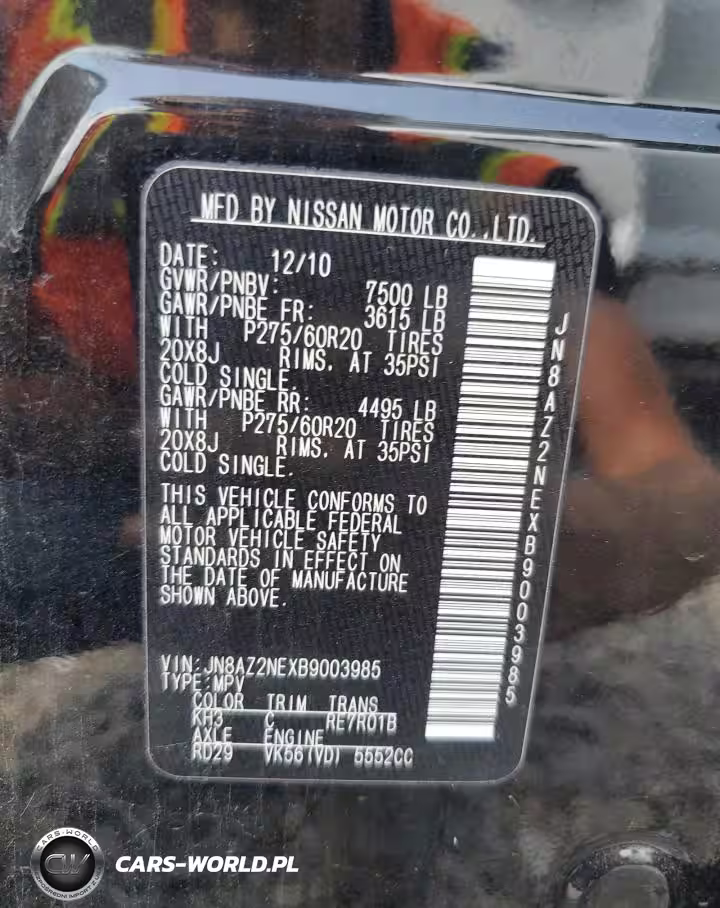 MFD BY NISSAN MOTOR CO.,LTD.
DATE: 12/10
GVWR/PNBV: 7500 LB
GAWR/PNBE FR: 3615 LB
WITH P275/60R20 TIRES
20X8J RIMS, AT 35PSI
COLD SINGLE.
GAWR/PNBE RR: 4495 LB
WITH P275/60R20 TIRES
20X8J RIMS, AT 35PSI
COLD SINGLE.
THIS VEHICLE CONFORMS TO
ALL APPLICABLE FEDERAL
MOTOR VEHICLE SAFETY
STANDARDS IN EFFECT ON
THE DATE OF MANUFACTURE
SHOWN ABOVE.
VIN:JN8AZ2NEXB9003985
TYPE:MPV
COLOR TRIM TRANS
KH3 C RE7R01B
AXLE ENGINE
RD29 VK56(VD) 5552CC
JN8AZ2NEXB9003985
CARS-WORLD
CW
CARS-WORLD.PL